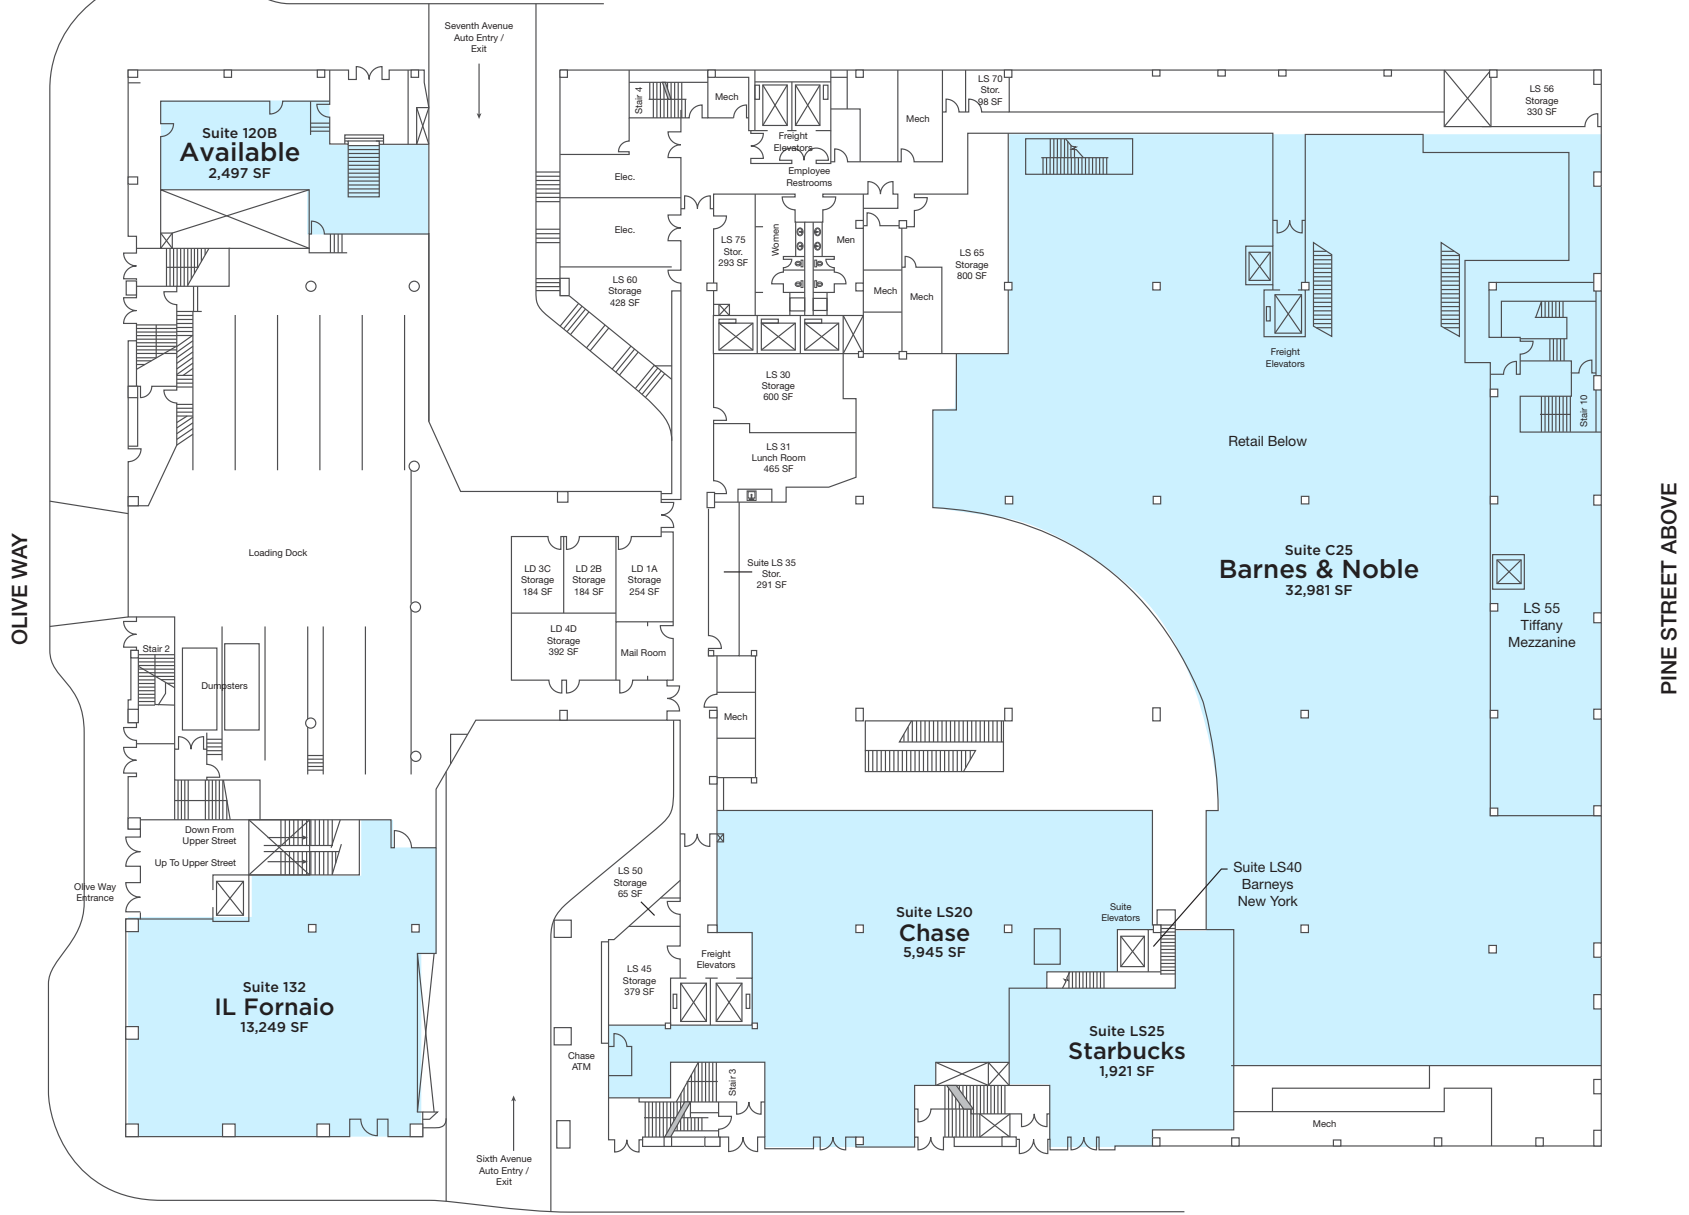 Seventh Avenue
Auto Entry /
Exit
Stair 4
Mech
Freight
Elevators
Mech
LS 70
Stor.
98 SF
LS 56
Storage
330 SF
Suite 120B
Available
2,497 SF
Elec.
Employee
Restrooms
Elec.
LS 75
Stor.
293 SF
Women
Men
LS 65
Storage
800 SF
LS 60
Storage
428 SF
Mech
Mech
Freight
Elevators
LS 30
Storage
600 SF
Stair 10
LS 31
Lunch Room
465 SF
Retail Below
OLIVE WAY
Loading Dock
LD 3C
Storage
184 SF
LD 2B
Storage
184 SF
LD 1A
Storage
254 SF
Suite LS 35
Stor.
291 SF
Suite C25
Barnes & Noble
32,981 SF
LS 55
Tiffany
Mezzanine
PINE STREET ABOVE
LD 4D
Storage
392 SF
Mail Room
Stair 2
Dumpsters
Mech
Down From
Upper Street
Up To Upper Street
Olive Way
Entrance
LS 50
Storage
65 SF
Suite LS40
Barneys
New York
Suite
Elevators
Suite LS20
Chase
5,945 SF
Freight
Elevators
LS 45
Storage
379 SF
Suite 132
IL Fornaio
13,249 SF
Suite LS25
Starbucks
1,921 SF
Chase
ATM
Stair 3
Mech
Sixth Avenue
Auto Entry /
Exit